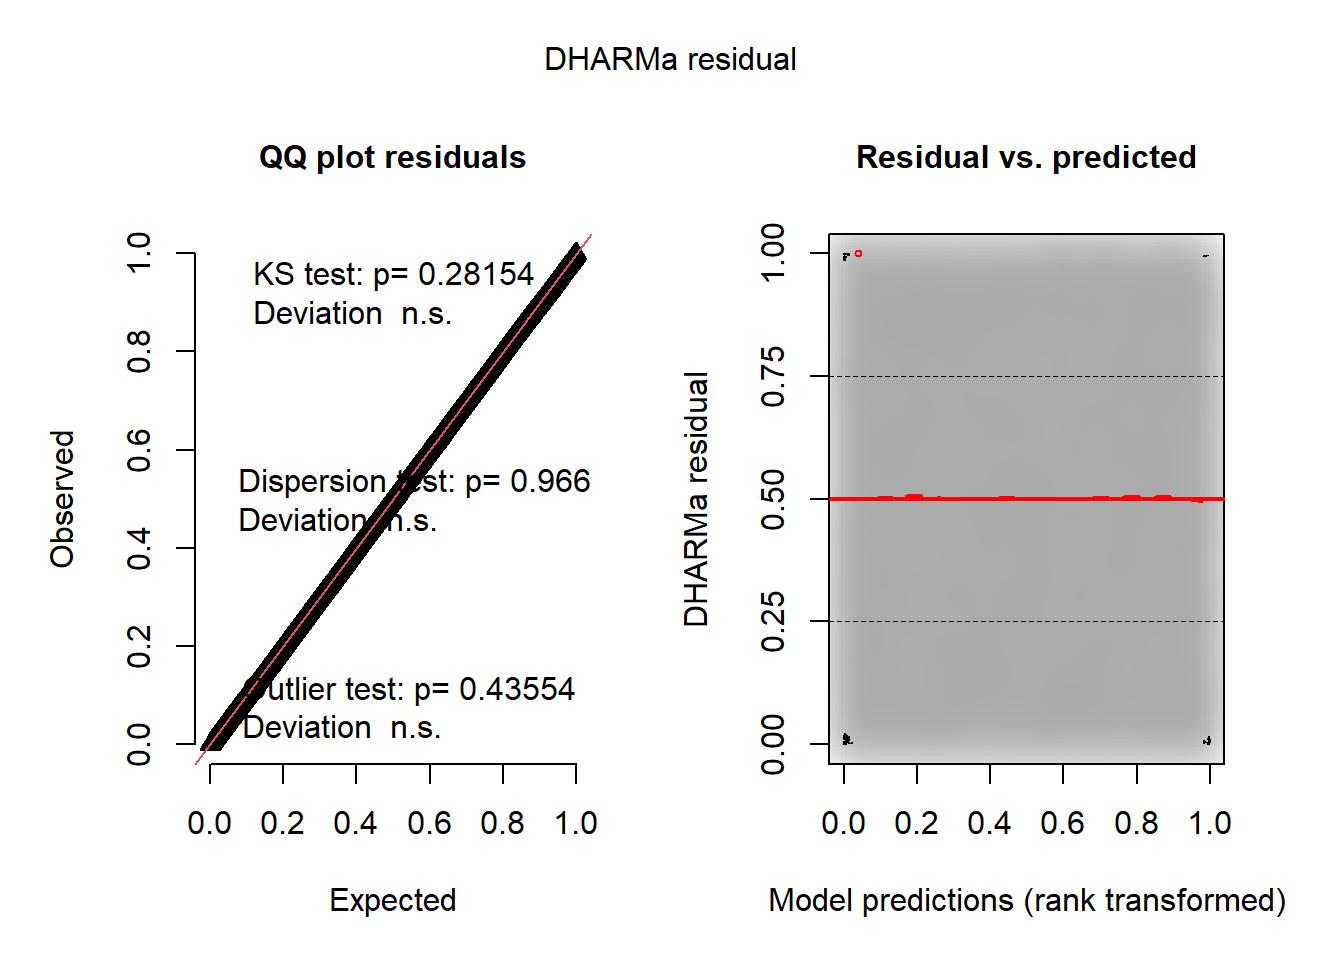 DHARMa residual
QQ plot residuals
KS test: p= 0.28154
Deviation  n.s.
Dispersion test: p= 0.966
Deviation  n.s.
Outlier test: p= 0.43554
Deviation  n.s.
Observed
0.0
0.2
0.4
0.6
0.8
1.0
0.0 0.2 0.4 0.6 0.8 1.0
Expected
Residual vs. predicted
DHARMa residual
0.00
0.25
0.50
0.75
1.00
0.0 0.2 0.4 0.6 0.8 1.0
Model predictions (rank transformed)